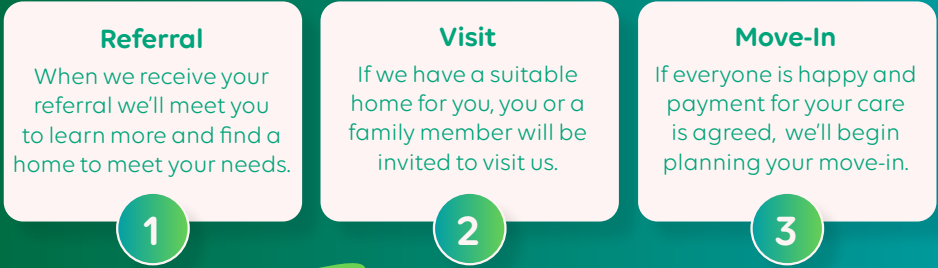 Referral
When we receive your
referral we'll meet you
to learn more and find a
home to meet your needs.
1
Visit
If we have a suitable
home for you, you or a
family member will be
invited to visit us.
2
Move-In
If everyone is happy and
payment for your care
is agreed, we'll begin
planning your move-in.
3